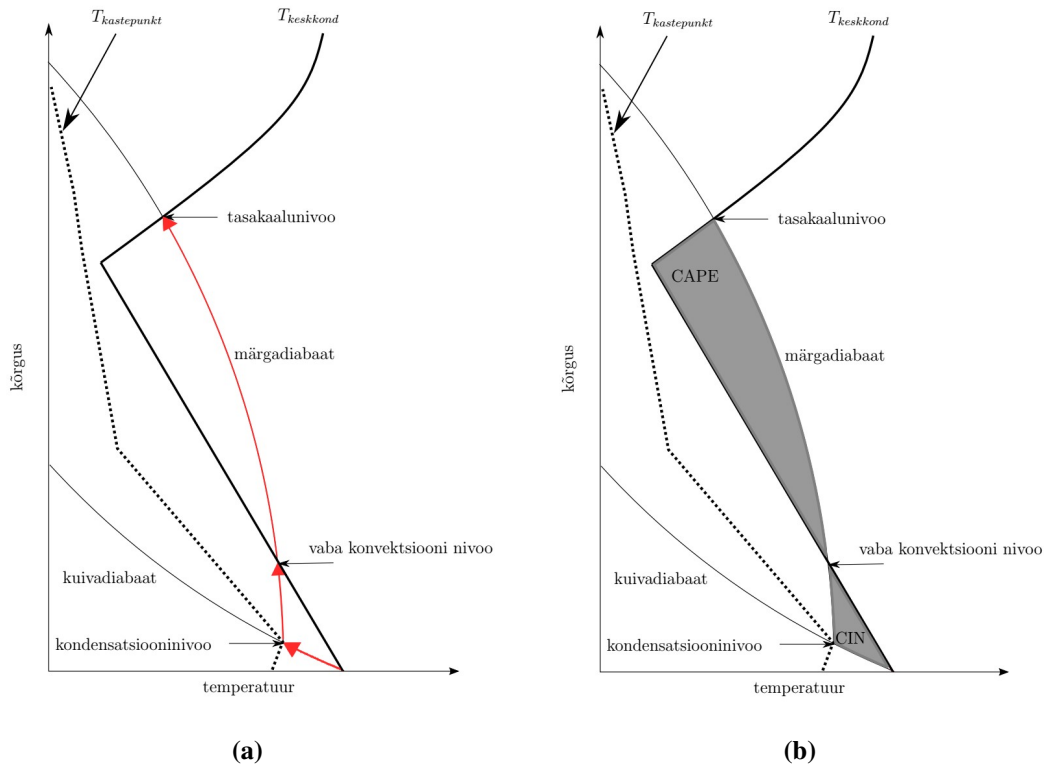 T_kastepunkt
T_keskkond
tasakaalunivoo
märgadiabaat
kõrgus
vaba konvektsiooni nivoo
kuivadiabaat
kondensatsiooninivoo
temperatuur
(a)
T_kastepunkt
T_keskkond
tasakaalunivoo
CAPE
märgadiabaat
kõrgus
vaba konvektsiooni nivoo
kuivadiabaat
kondensatsiooninivoo
CIN
temperatuur
(b)